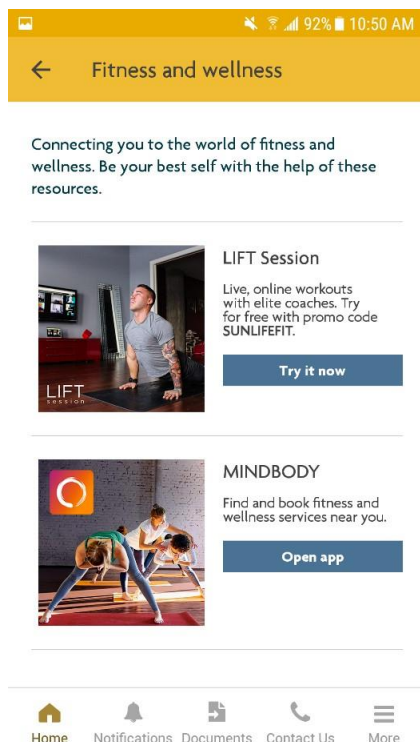 92% 10:50 AM
Fitness and wellness
Connecting you to the world of fitness and
wellness. Be your best self with the help of these
resources.
LIFT Session
Live, online workouts
with elite coaches. Try
for free with promo code
SUNLIFEFIT.
Try it now
LIFT
session
MINDBODY
Find and book fitness and
wellness services near you.
Open app
Home Notifications Documents Contact Us More